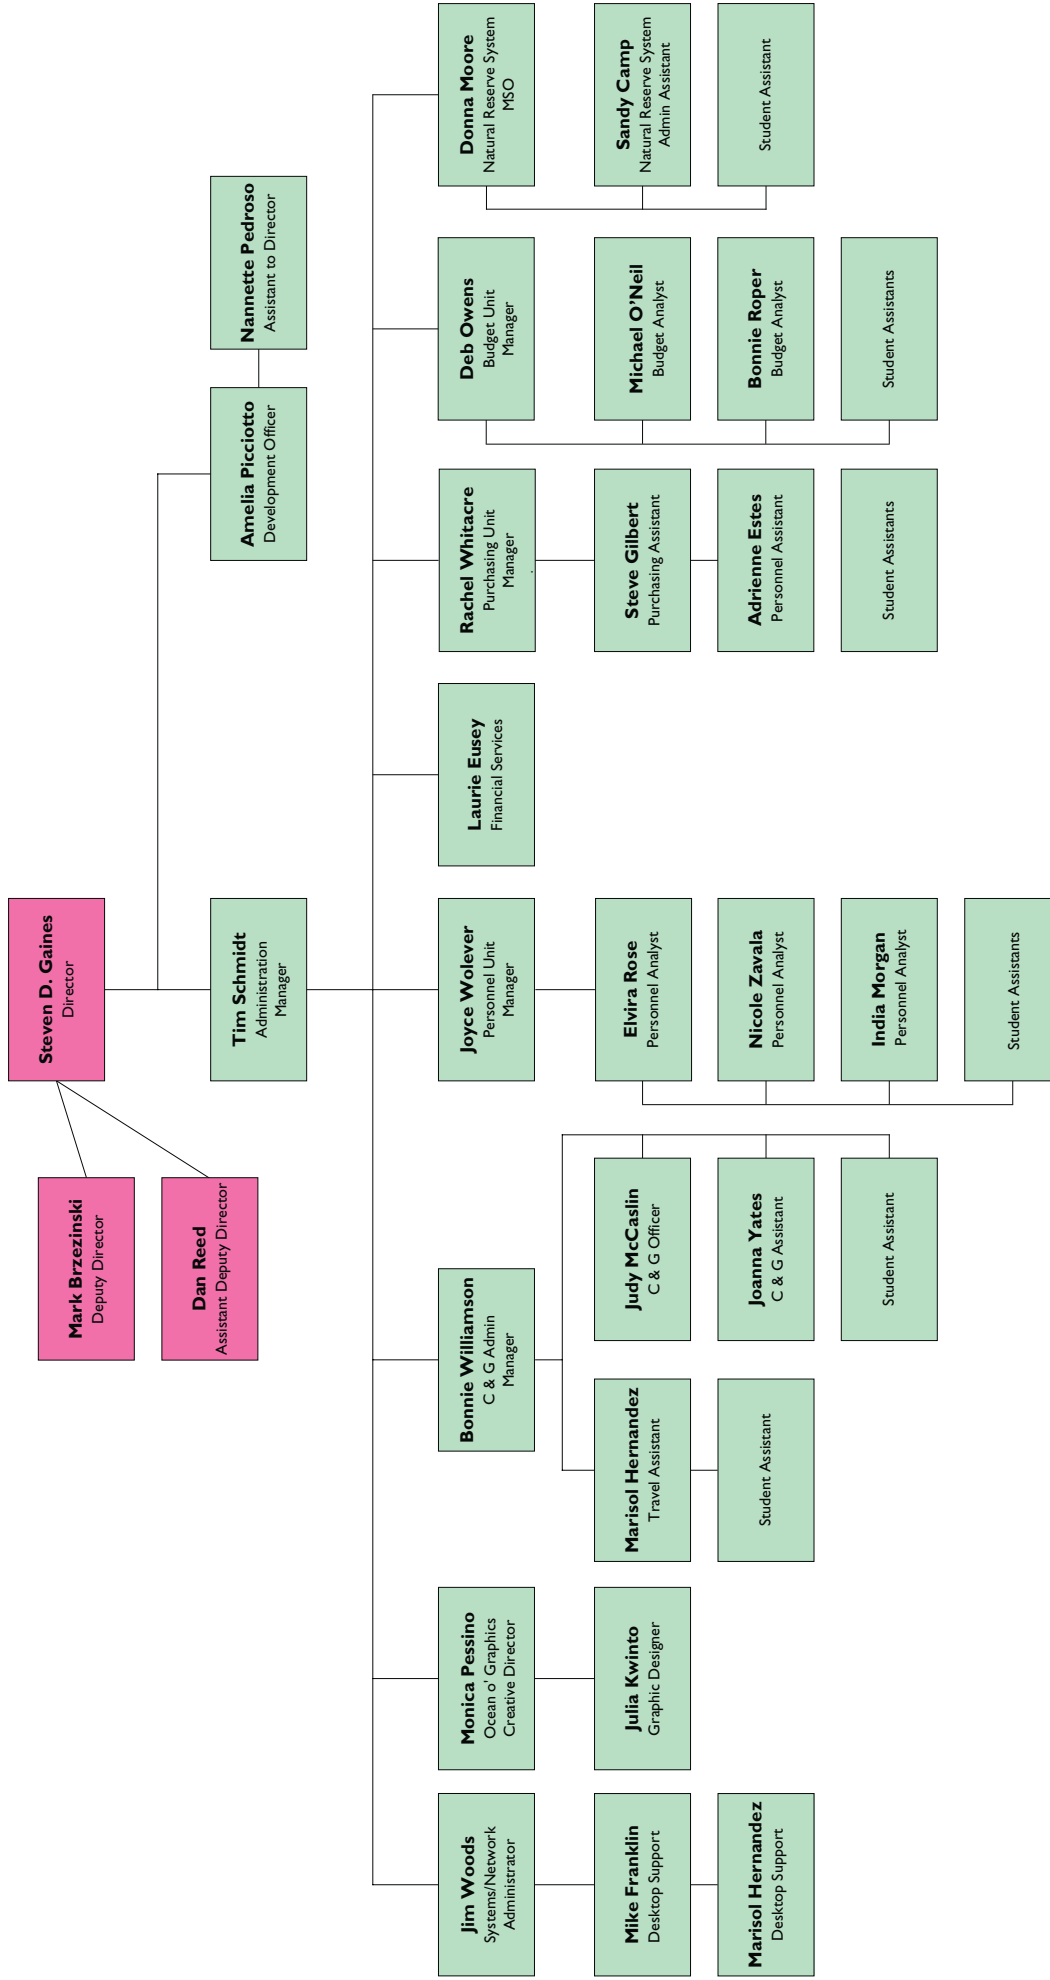 Steven D. Gaines
Director
Mark Brzezinski
Deputy Director
Dan Reed
Assistant Deputy Director
Tim Schmidt
Administration
Manager
Amelia Picciotto
Development Officer
Nannette Pedroso
Assistant to Director
Jim Woods
Systems/Network
Administrator
Mike Franklin
Desktop Support
Marisol Hernandez
Desktop Support
Monica Pessino
Ocean o' Graphics
Creative Director
Julia Kwinto
Graphic Designer
Bonnie Williamson
C & G Admin
Manager
Marisol Hernandez
Travel Assistant
Student Assistant
Judy McCaslin
C & G Officer
Joanna Yates
C & G Assistant
Student Assistant
Joyce Wolever
Personnel Unit
Manager
Elvira Rose
Personnel Analyst
Nicole Zavala
Personnel Analyst
India Morgan
Personnel Analyst
Student Assistants
Laurie Eusey
Financial Services
Rachel Whitacre
Purchasing Unit
Manager
Steve Gilbert
Purchasing Assistant
Adrienne Estes
Personnel Assistant
Student Assistants
Deb Owens
Budget Unit
Manager
Michael O’Neil
Budget Analyst
Bonnie Roper
Budget Analyst
Student Assistants
Donna Moore
Natural Reserve System
MSO
Sandy Camp
Natural Reserve System
Admin Assistant
Student Assistant